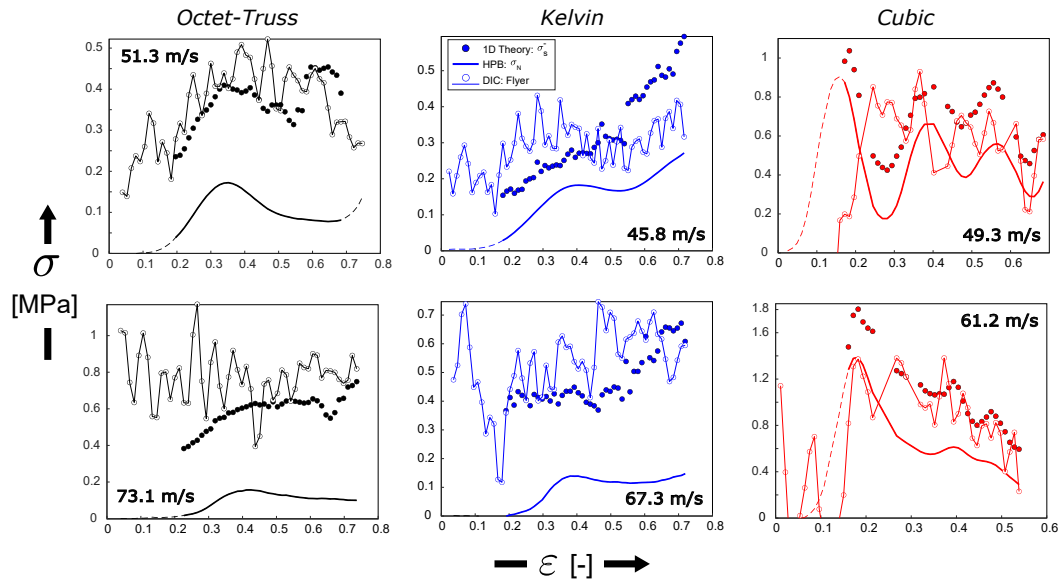 Octet-Truss
Kelvin
Cubic
51.3 m/s
0.5
0.4
0.3
0.2
0.1
0
0 0.1 0.2 0.3 0.4 0.5 0.6 0.7 0.8
1D Theory: σs-
HPB: σN
DIC: Flyer
45.8 m/s
0.5
0.4
0.3
0.2
0.1
0
0 0.1 0.2 0.3 0.4 0.5 0.6 0.7 0.8
49.3 m/s
1
0.8
0.6
0.4
0.2
0
0 0.1 0.2 0.3 0.4 0.5 0.6
σ
[MPa]
73.1 m/s
1
0.8
0.6
0.4
0.2
0
0 0.1 0.2 0.3 0.4 0.5 0.6 0.7 0.8
67.3 m/s
0.7
0.6
0.5
0.4
0.3
0.2
0.1
0
0 0.1 0.2 0.3 0.4 0.5 0.6 0.7 0.8
61.2 m/s
1.8
1.6
1.2
0.8
0.4
0
0 0.1 0.2 0.3 0.4 0.5 0.6
ε [-]